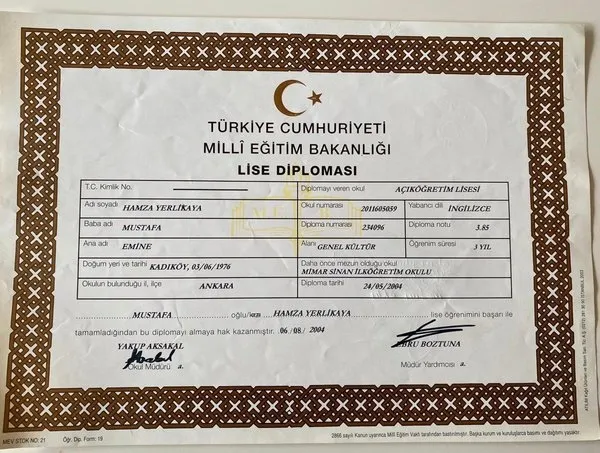 TÜRKİYE CUMHURİYETİ
MİLLÎ EĞİTİM BAKANLIĞI
LİSE DİPLOMASI
T.C. Kimlik No. Diplomayı veren okul AÇIKÖĞRETİM LİSESİ
Adı soyadı HAMZA YERLİKAYA Okul numarası 2011605059 Yabancı dili İNGİLİZCE
Baba adı MUSTAFA Diploma numarası 234096 Diploma notu 3.85
Ana adı EMİNE Alanı GENEL KÜLTÜR Öğrenim süresi 3 YIL
Doğum yeri ve tarihi KADIKÖY, 03/06/1976 Daha önce mezun olduğu okul MİMAR SİNAN İLKÖĞRETİM OKULU
Okulun bulunduğu il, ilçe ANKARA Diploma tarihi 24/05/2004
MUSTAFA oğlu/kızı HAMZA YERLİKAYA lise öğrenimini başarı ile
tamamladığından bu diplomayı almaya hak kazanmıştır. 06/08/ 2004
YAKUP AKSAKAL EBRU BOZTUNA
Okul Müdürü a. Müdür Yardımcısı a.
MEV STOK NO: 21 Öğr. Dip. Form: 19 2866 sayılı Kanun uyarınca Milli Eğitim Vakfı tarafından bastırılmıştır. Başka kurum ve kuruluşlarca basımı ve dağıtımı yasaktır.